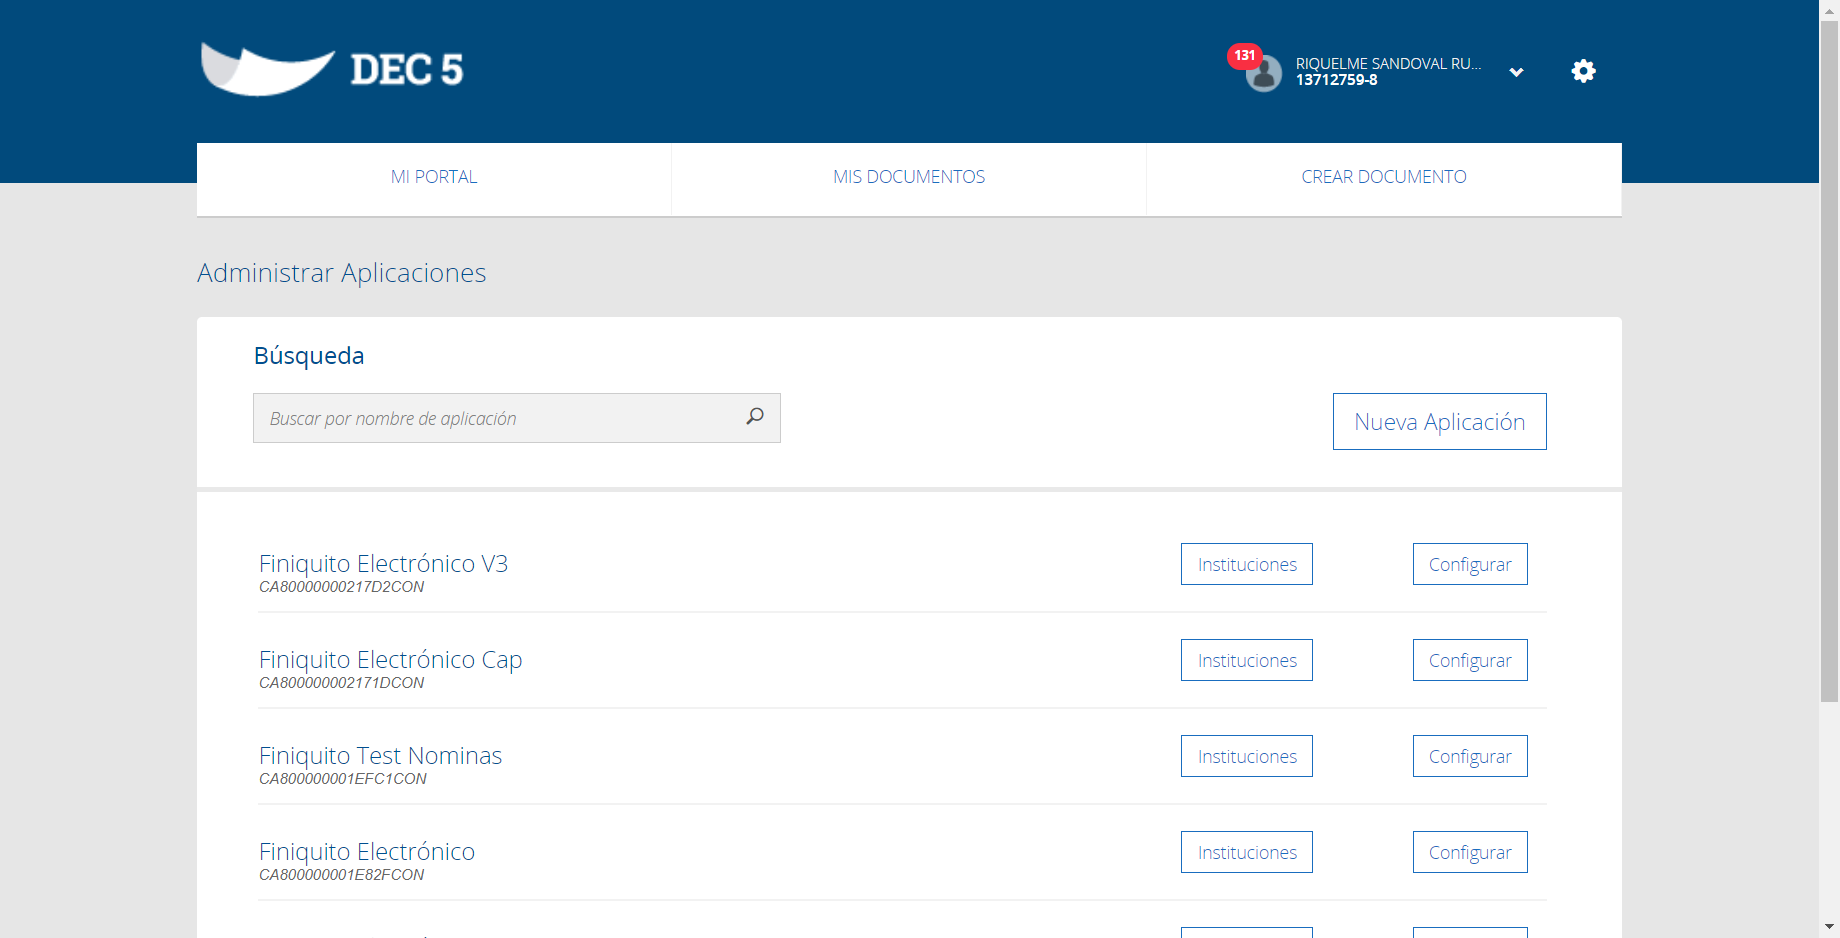 DEC 5
131
RIQUELME SANDOVAL RU...
13712759-8
MI PORTAL
MIS DOCUMENTOS
CREAR DOCUMENTO
Administrar Aplicaciones
Búsqueda
Buscar por nombre de aplicación
Nueva Aplicación
Finiquito Electrónico V3
CA80000000217D2CON
Instituciones
Configurar
Finiquito Electrónico Cap
CA800000002171DCON
Instituciones
Configurar
Finiquito Test Nominas
CA800000001EFC1CON
Instituciones
Configurar
Finiquito Electrónico
CA800000001E82FCON
Instituciones
Configurar